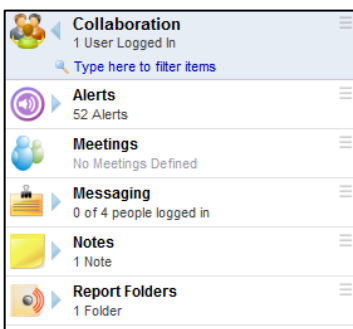 Collaboration
1 User Logged In
Type here to filter items
Alerts
52 Alerts
Meetings
No Meetings Defined
Messaging
0 of 4 people logged in
Notes
1 Note
Report Folders
1 Folder